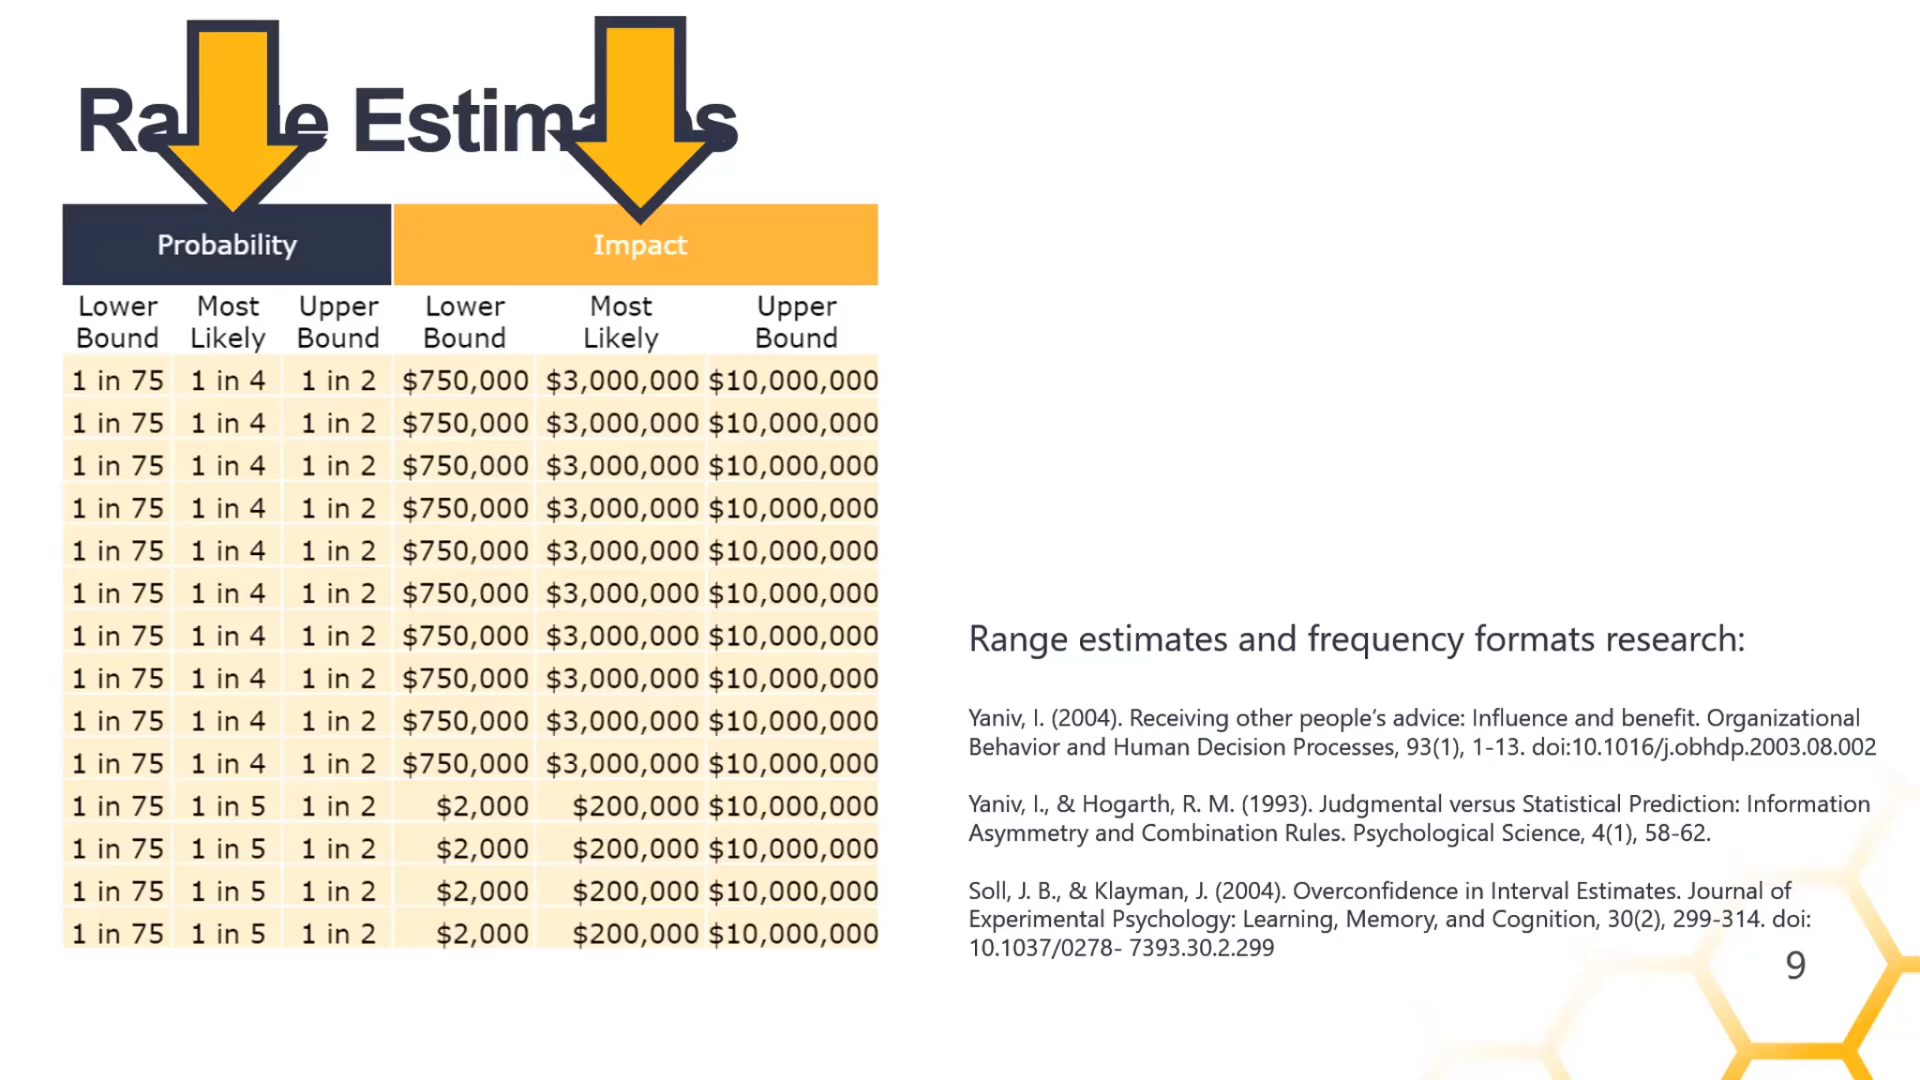 Range Estimates
Probability Impact
Lower Most Upper Lower Most Upper
Bound Likely Bound Bound Likely Bound
1 in 75 1 in 4 1 in 2 $750,000 $3,000,000 $10,000,000
1 in 75 1 in 4 1 in 2 $750,000 $3,000,000 $10,000,000
1 in 75 1 in 4 1 in 2 $750,000 $3,000,000 $10,000,000
1 in 75 1 in 4 1 in 2 $750,000 $3,000,000 $10,000,000
1 in 75 1 in 4 1 in 2 $750,000 $3,000,000 $10,000,000
1 in 75 1 in 4 1 in 2 $750,000 $3,000,000 $10,000,000
1 in 75 1 in 4 1 in 2 $750,000 $3,000,000 $10,000,000
1 in 75 1 in 4 1 in 2 $750,000 $3,000,000 $10,000,000
1 in 75 1 in 4 1 in 2 $750,000 $3,000,000 $10,000,000
1 in 75 1 in 4 1 in 2 $750,000 $3,000,000 $10,000,000
1 in 75 1 in 5 1 in 2 $2,000 $200,000 $10,000,000
1 in 75 1 in 5 1 in 2 $2,000 $200,000 $10,000,000
1 in 75 1 in 5 1 in 2 $2,000 $200,000 $10,000,000
1 in 75 1 in 5 1 in 2 $2,000 $200,000 $10,000,000
Range estimates and frequency formats research:
Yaniv, I. (2004). Receiving other people’s advice: Influence and benefit. Organizational
Behavior and Human Decision Processes, 93(1), 1-13. doi:10.1016/j.obhdp.2003.08.002
Yaniv, I., & Hogarth, R. M. (1993). Judgmental versus Statistical Prediction: Information
Asymmetry and Combination Rules. Psychological Science, 4(1), 58-62.
Soll, J. B., & Klayman, J. (2004). Overconfidence in Interval Estimates. Journal of
Experimental Psychology: Learning, Memory, and Cognition, 30(2), 299-314. doi:
10.1037/0278- 7393.30.2.299
9